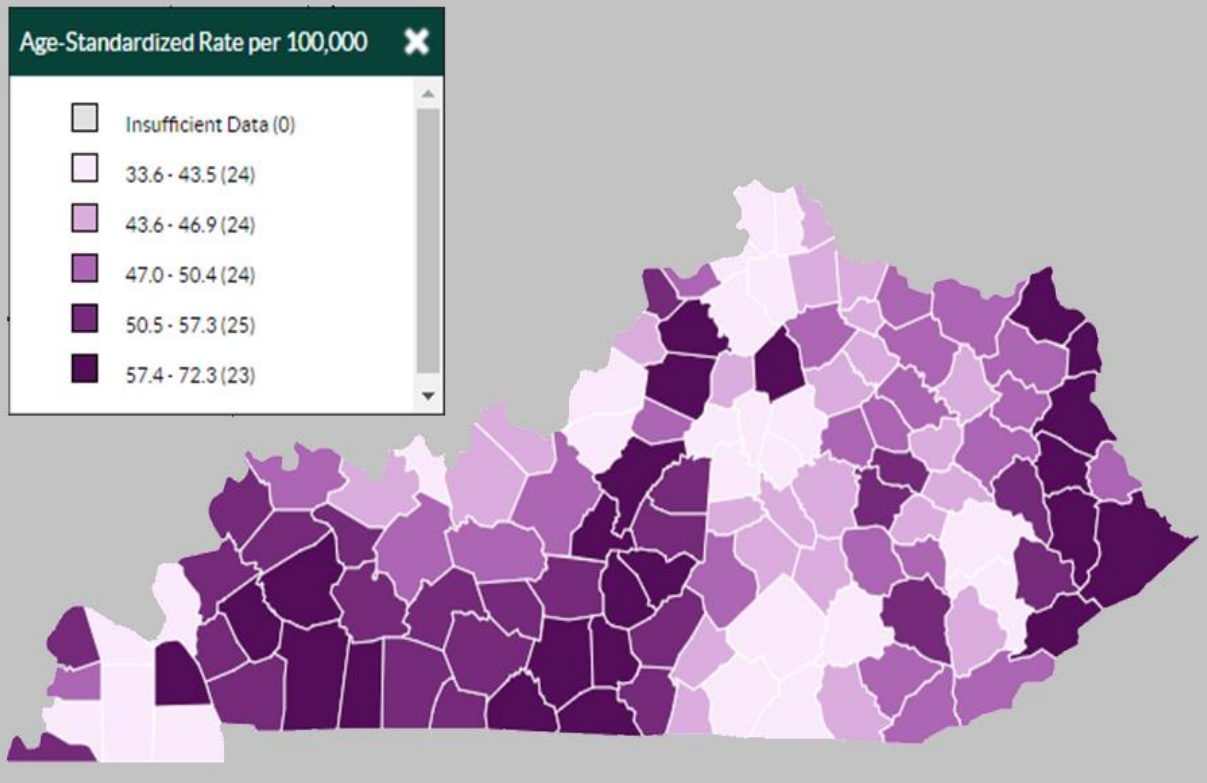 Age-Standardized Rate per 100,000
Insufficient Data (0)
33.6 - 43.5 (24)
43.6 - 46.9 (24)
47.0 - 50.4 (24)
50.5 - 57.3 (25)
57.4 - 72.3 (23)